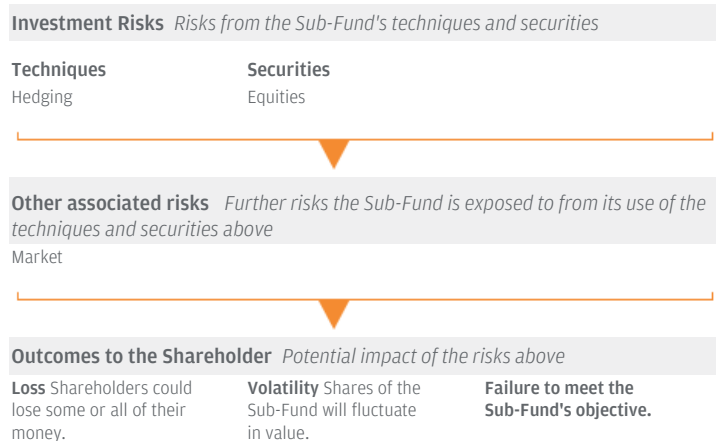 Investment Risks Risks from the Sub-Fund's techniques and securities
Techniques
Hedging
Securities
Equities
Other associated risks Further risks the Sub-Fund is exposed to from its use of the
techniques and securities above
Market
Outcomes to the Shareholder Potential impact of the risks above
Loss Shareholders could
lose some or all of their
money.
Volatility Shares of the
Sub-Fund will fluctuate
in value.
Failure to meet the
Sub-Fund's objective.